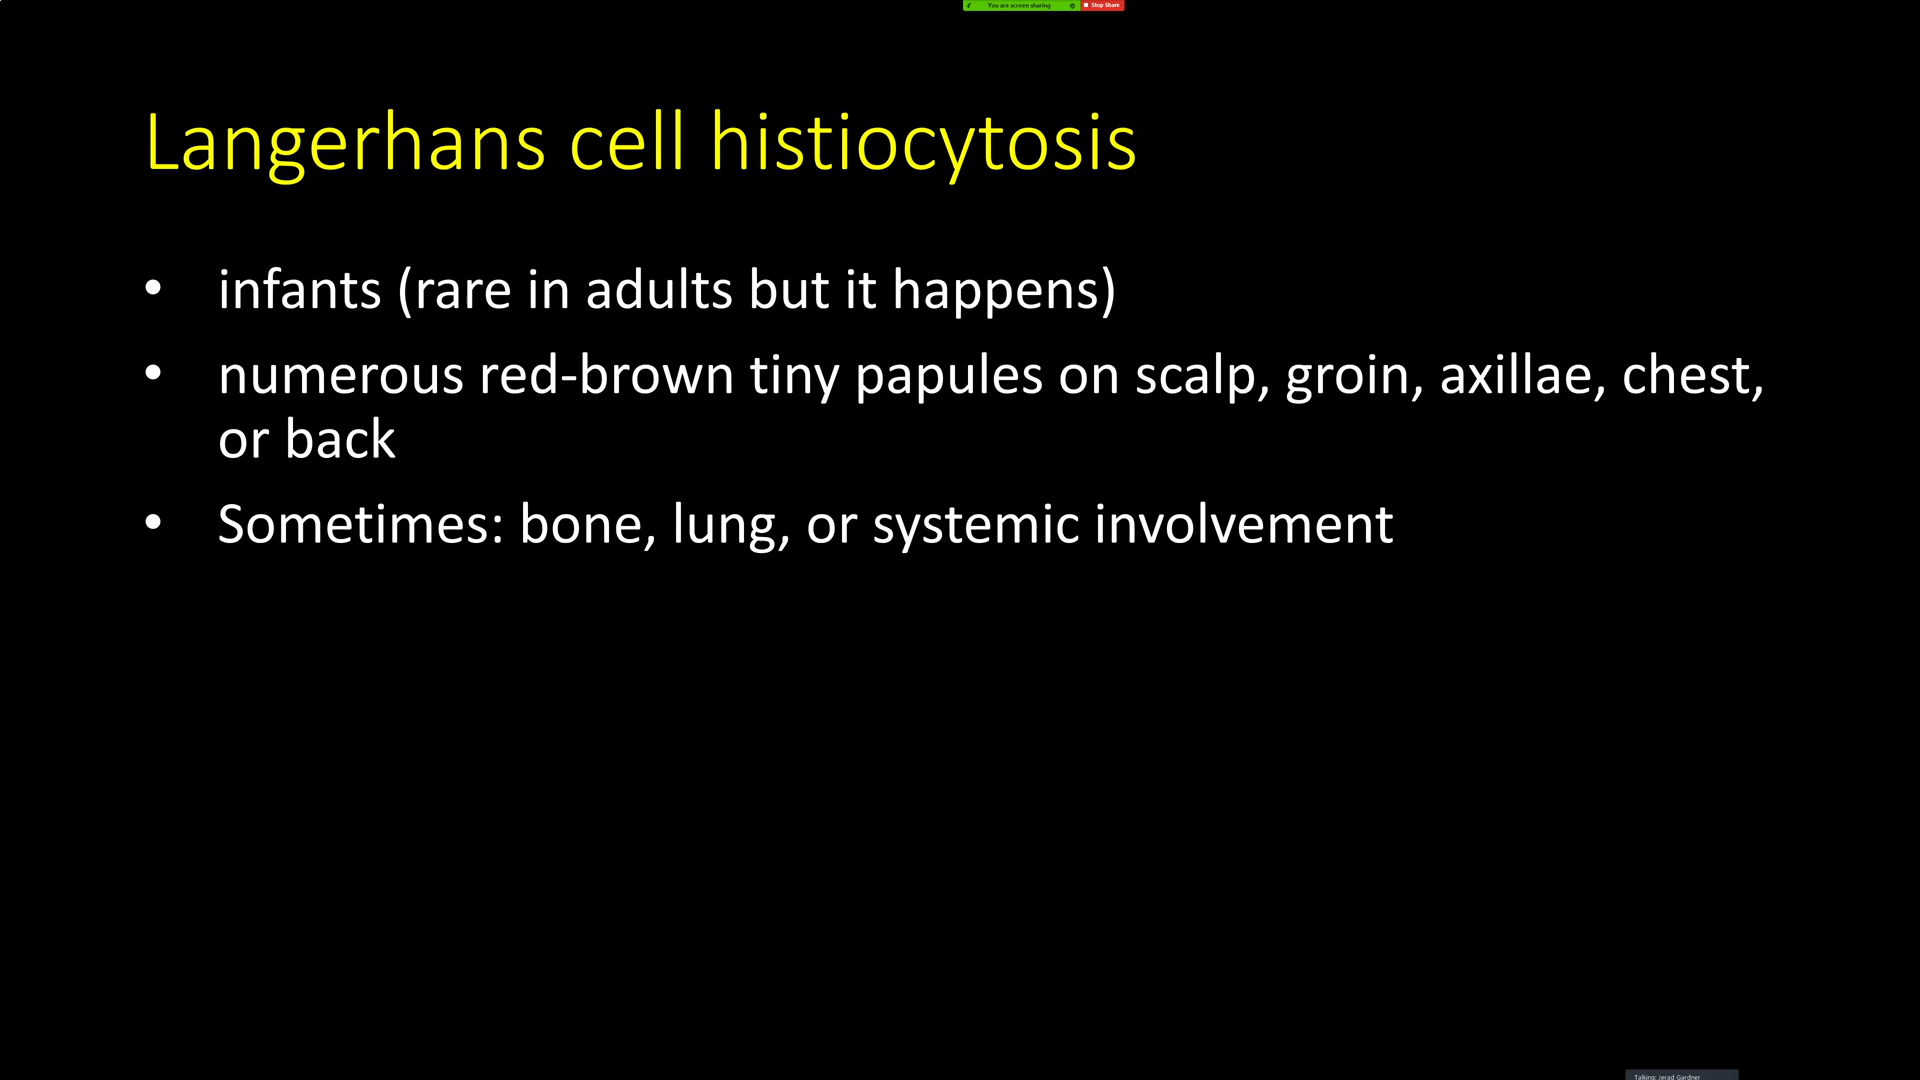 You are screen sharing
Stop Share
Langerhans cell histiocytosis
• infants (rare in adults but it happens)
• numerous red-brown tiny papules on scalp, groin, axillae, chest,
or back
• Sometimes: bone, lung, or systemic involvement
Talking: Jerad Gardner